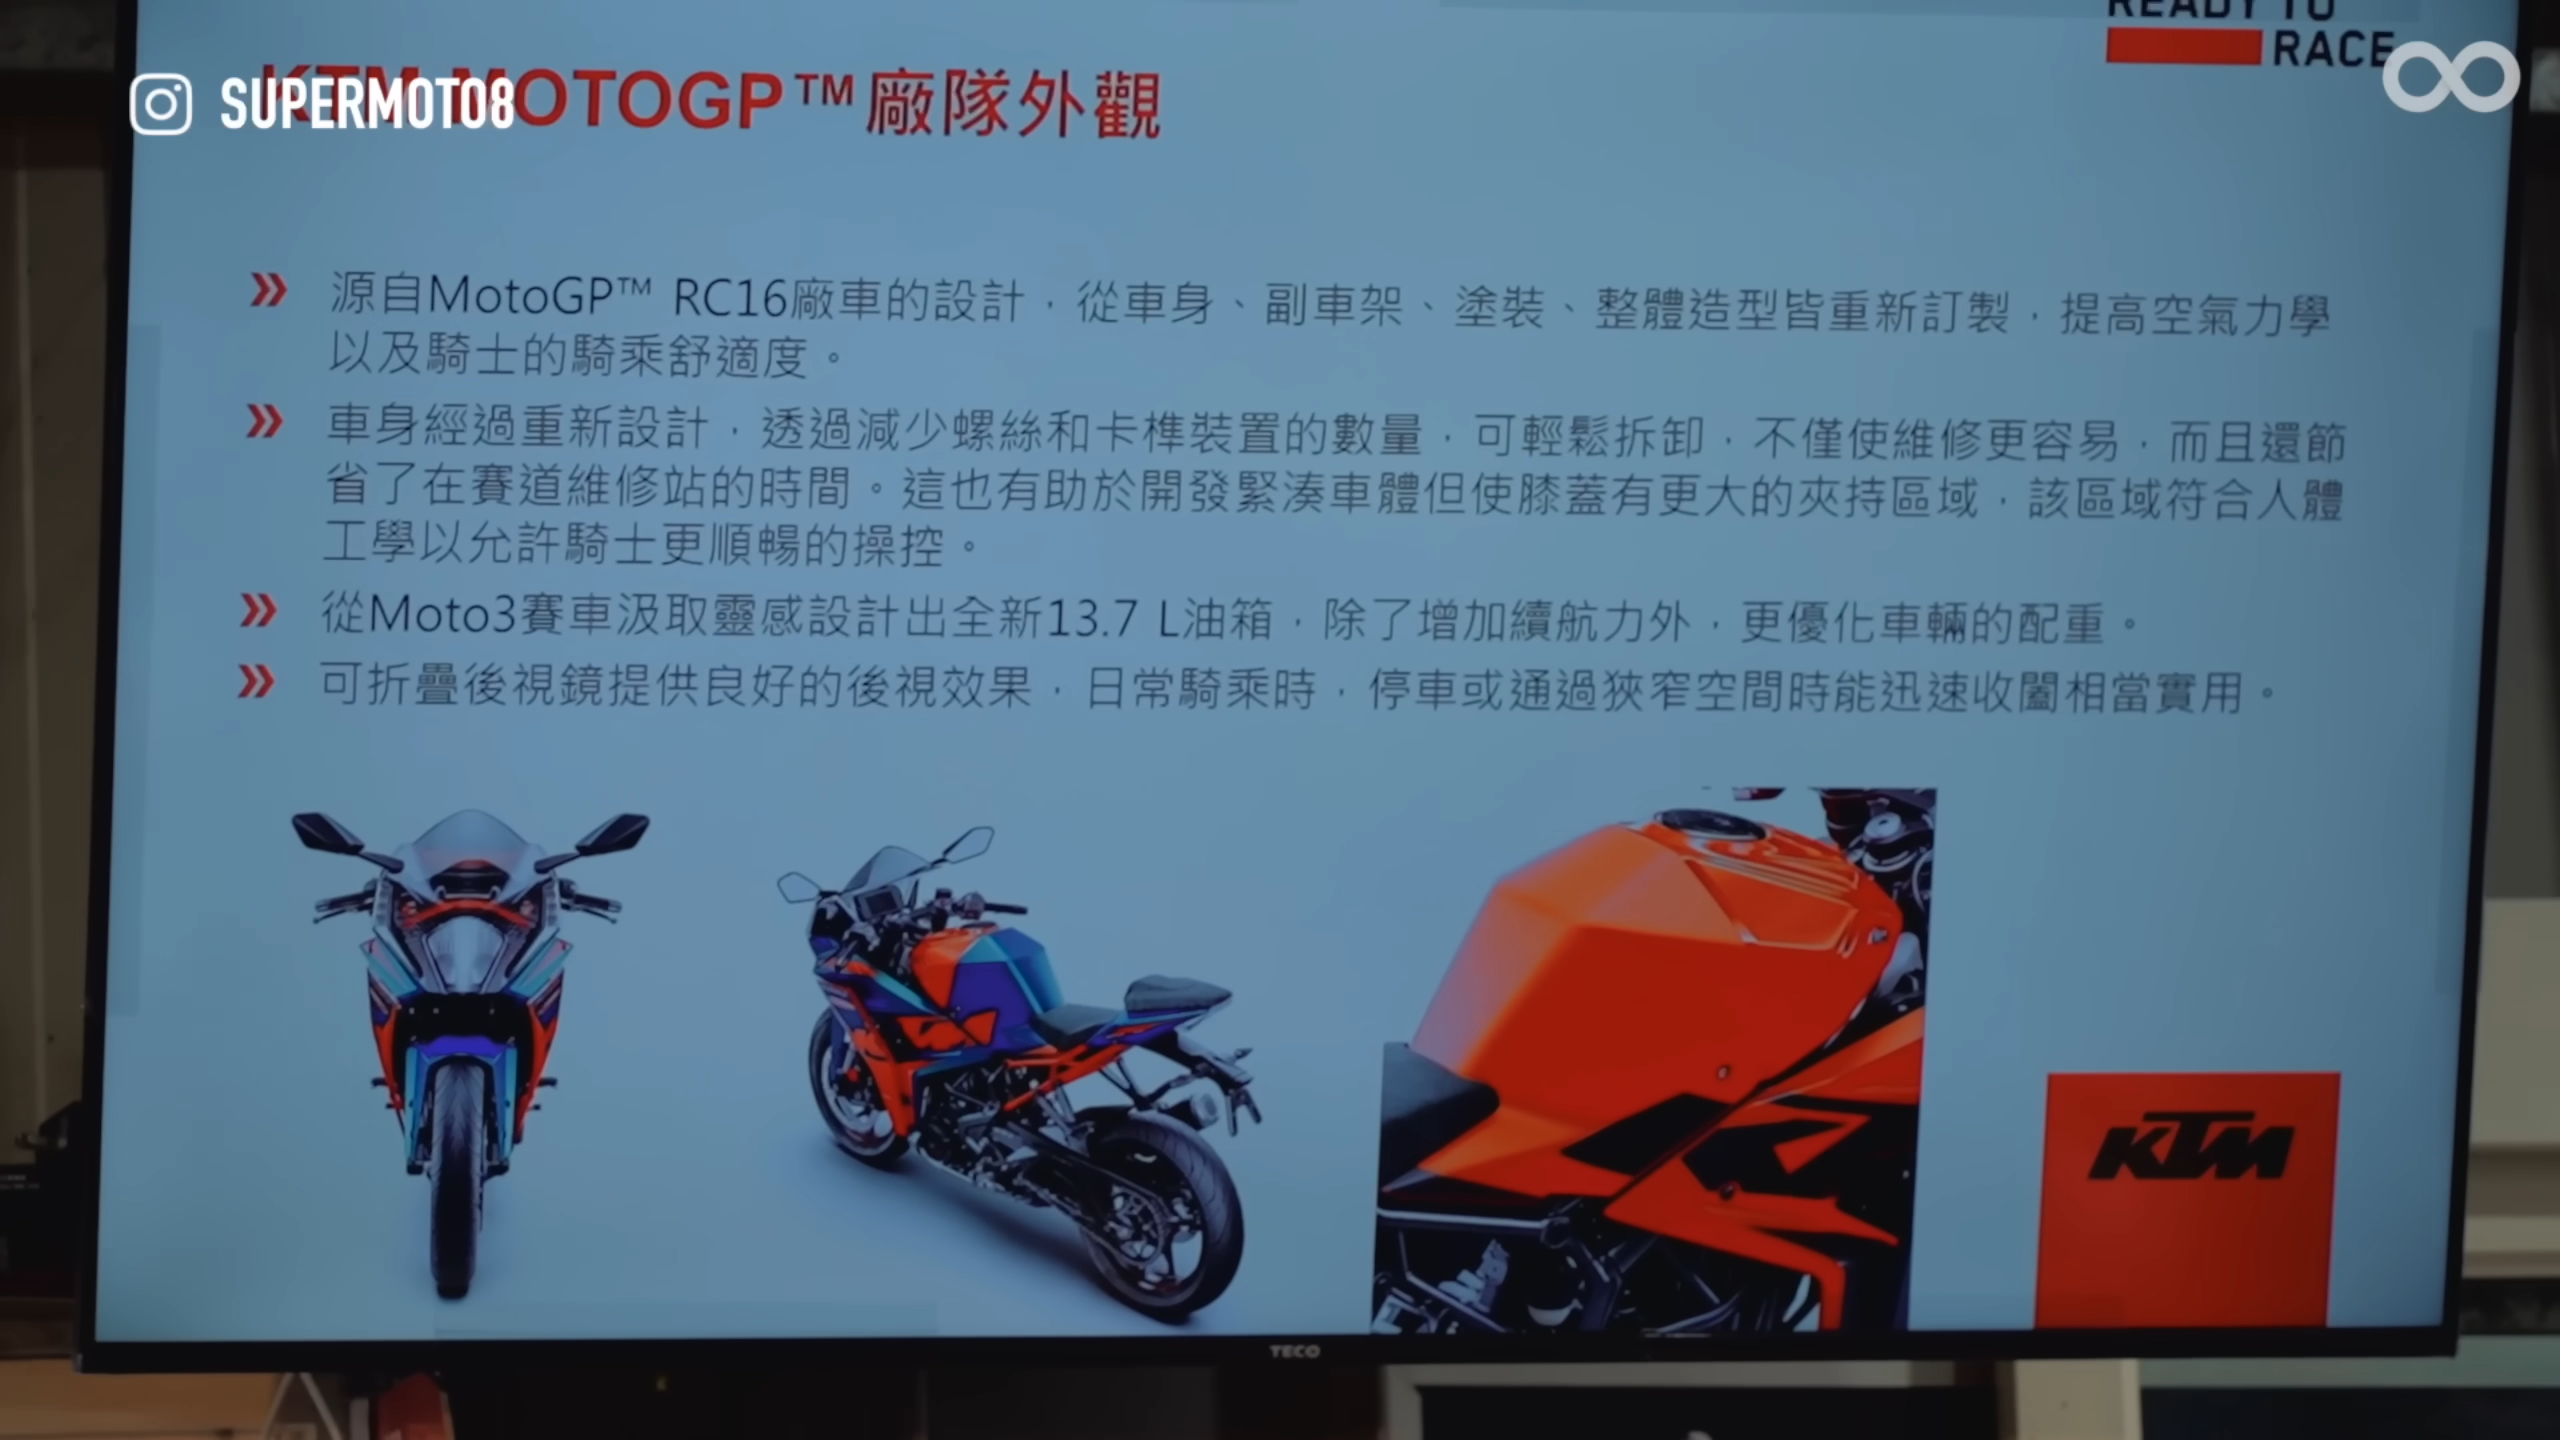 READY TO
RACE
SUPERMOTO8
KTM MOTOGP™廠隊外觀
源自MotoGP™ RC16廠車的設計，從車身、副車架、塗裝、整體造型皆重新訂製，提高空氣力學
以及騎士的騎乘舒適度。
車身經過重新設計，透過減少螺絲和卡榫裝置的數量，可輕鬆拆卸，不僅使維修更容易，而且還節
省了在賽道維修站的時間。這也有助於開發緊湊車體但使膝蓋有更大的夾持區域，該區域符合人體
工學以允許騎士更順暢的操控。
從Moto3賽車汲取靈感設計出全新13.7 L油箱，除了增加續航力外，更優化車輛的配重。
可折疊後視鏡提供良好的後視效果，日常騎乘時，停車或通過狹窄空間時能迅速收闔相當實用。
KTM
TECO